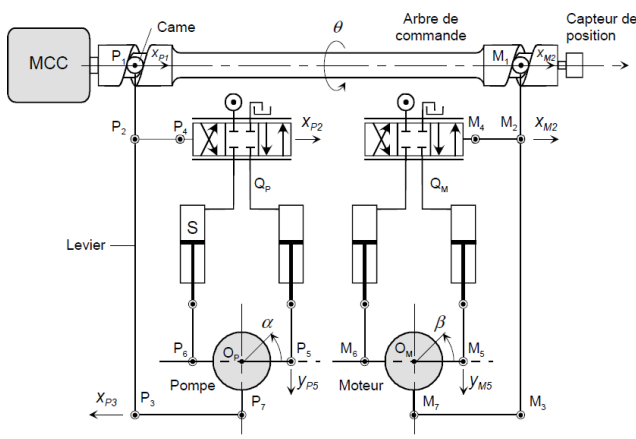 Came
Arbre de
commande
Capteur de
position
θ
MCC
P1
xP1
M1
xM2
P2
P4
xP2
M4
M2
xM2
QP
QM
S
Levier
α
β
P6
OP
P5
M6
OM
M5
Pompe
yP5
Moteur
yM5
xP3
P3
P7
M7
M3